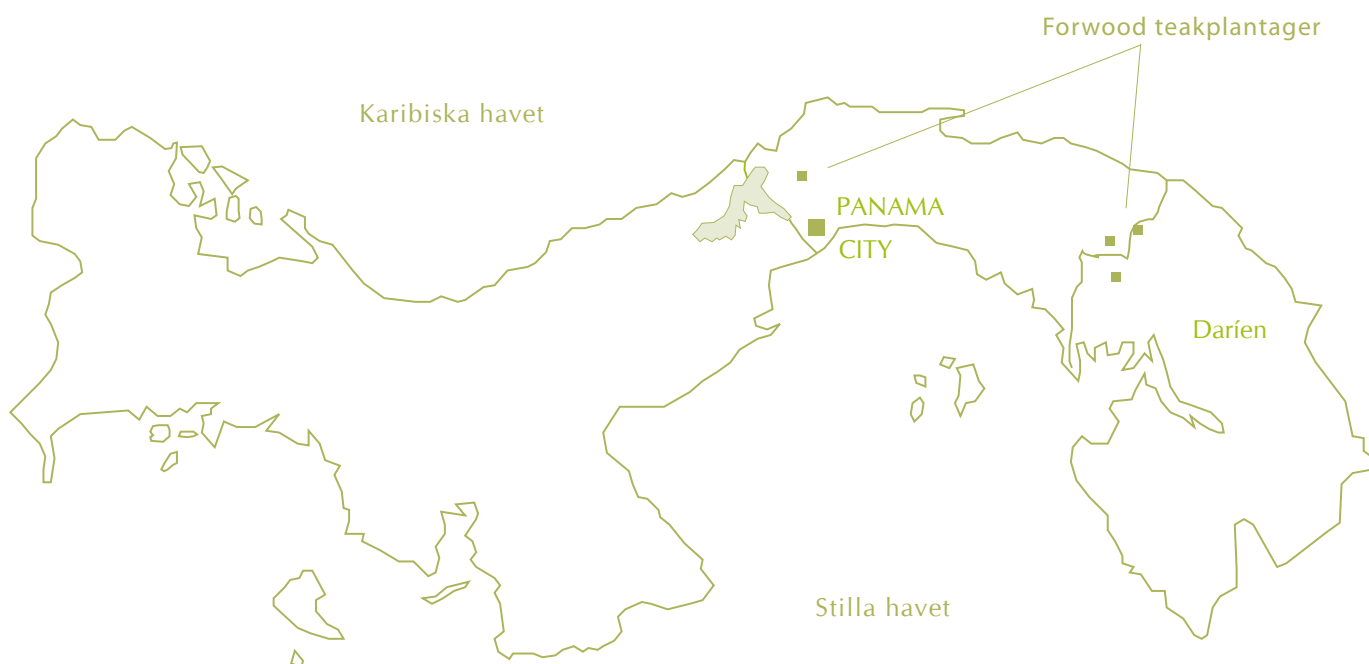 Forwood teakplantager
Karibiska havet
PANAMA
CITY
Daríen
Stilla havet